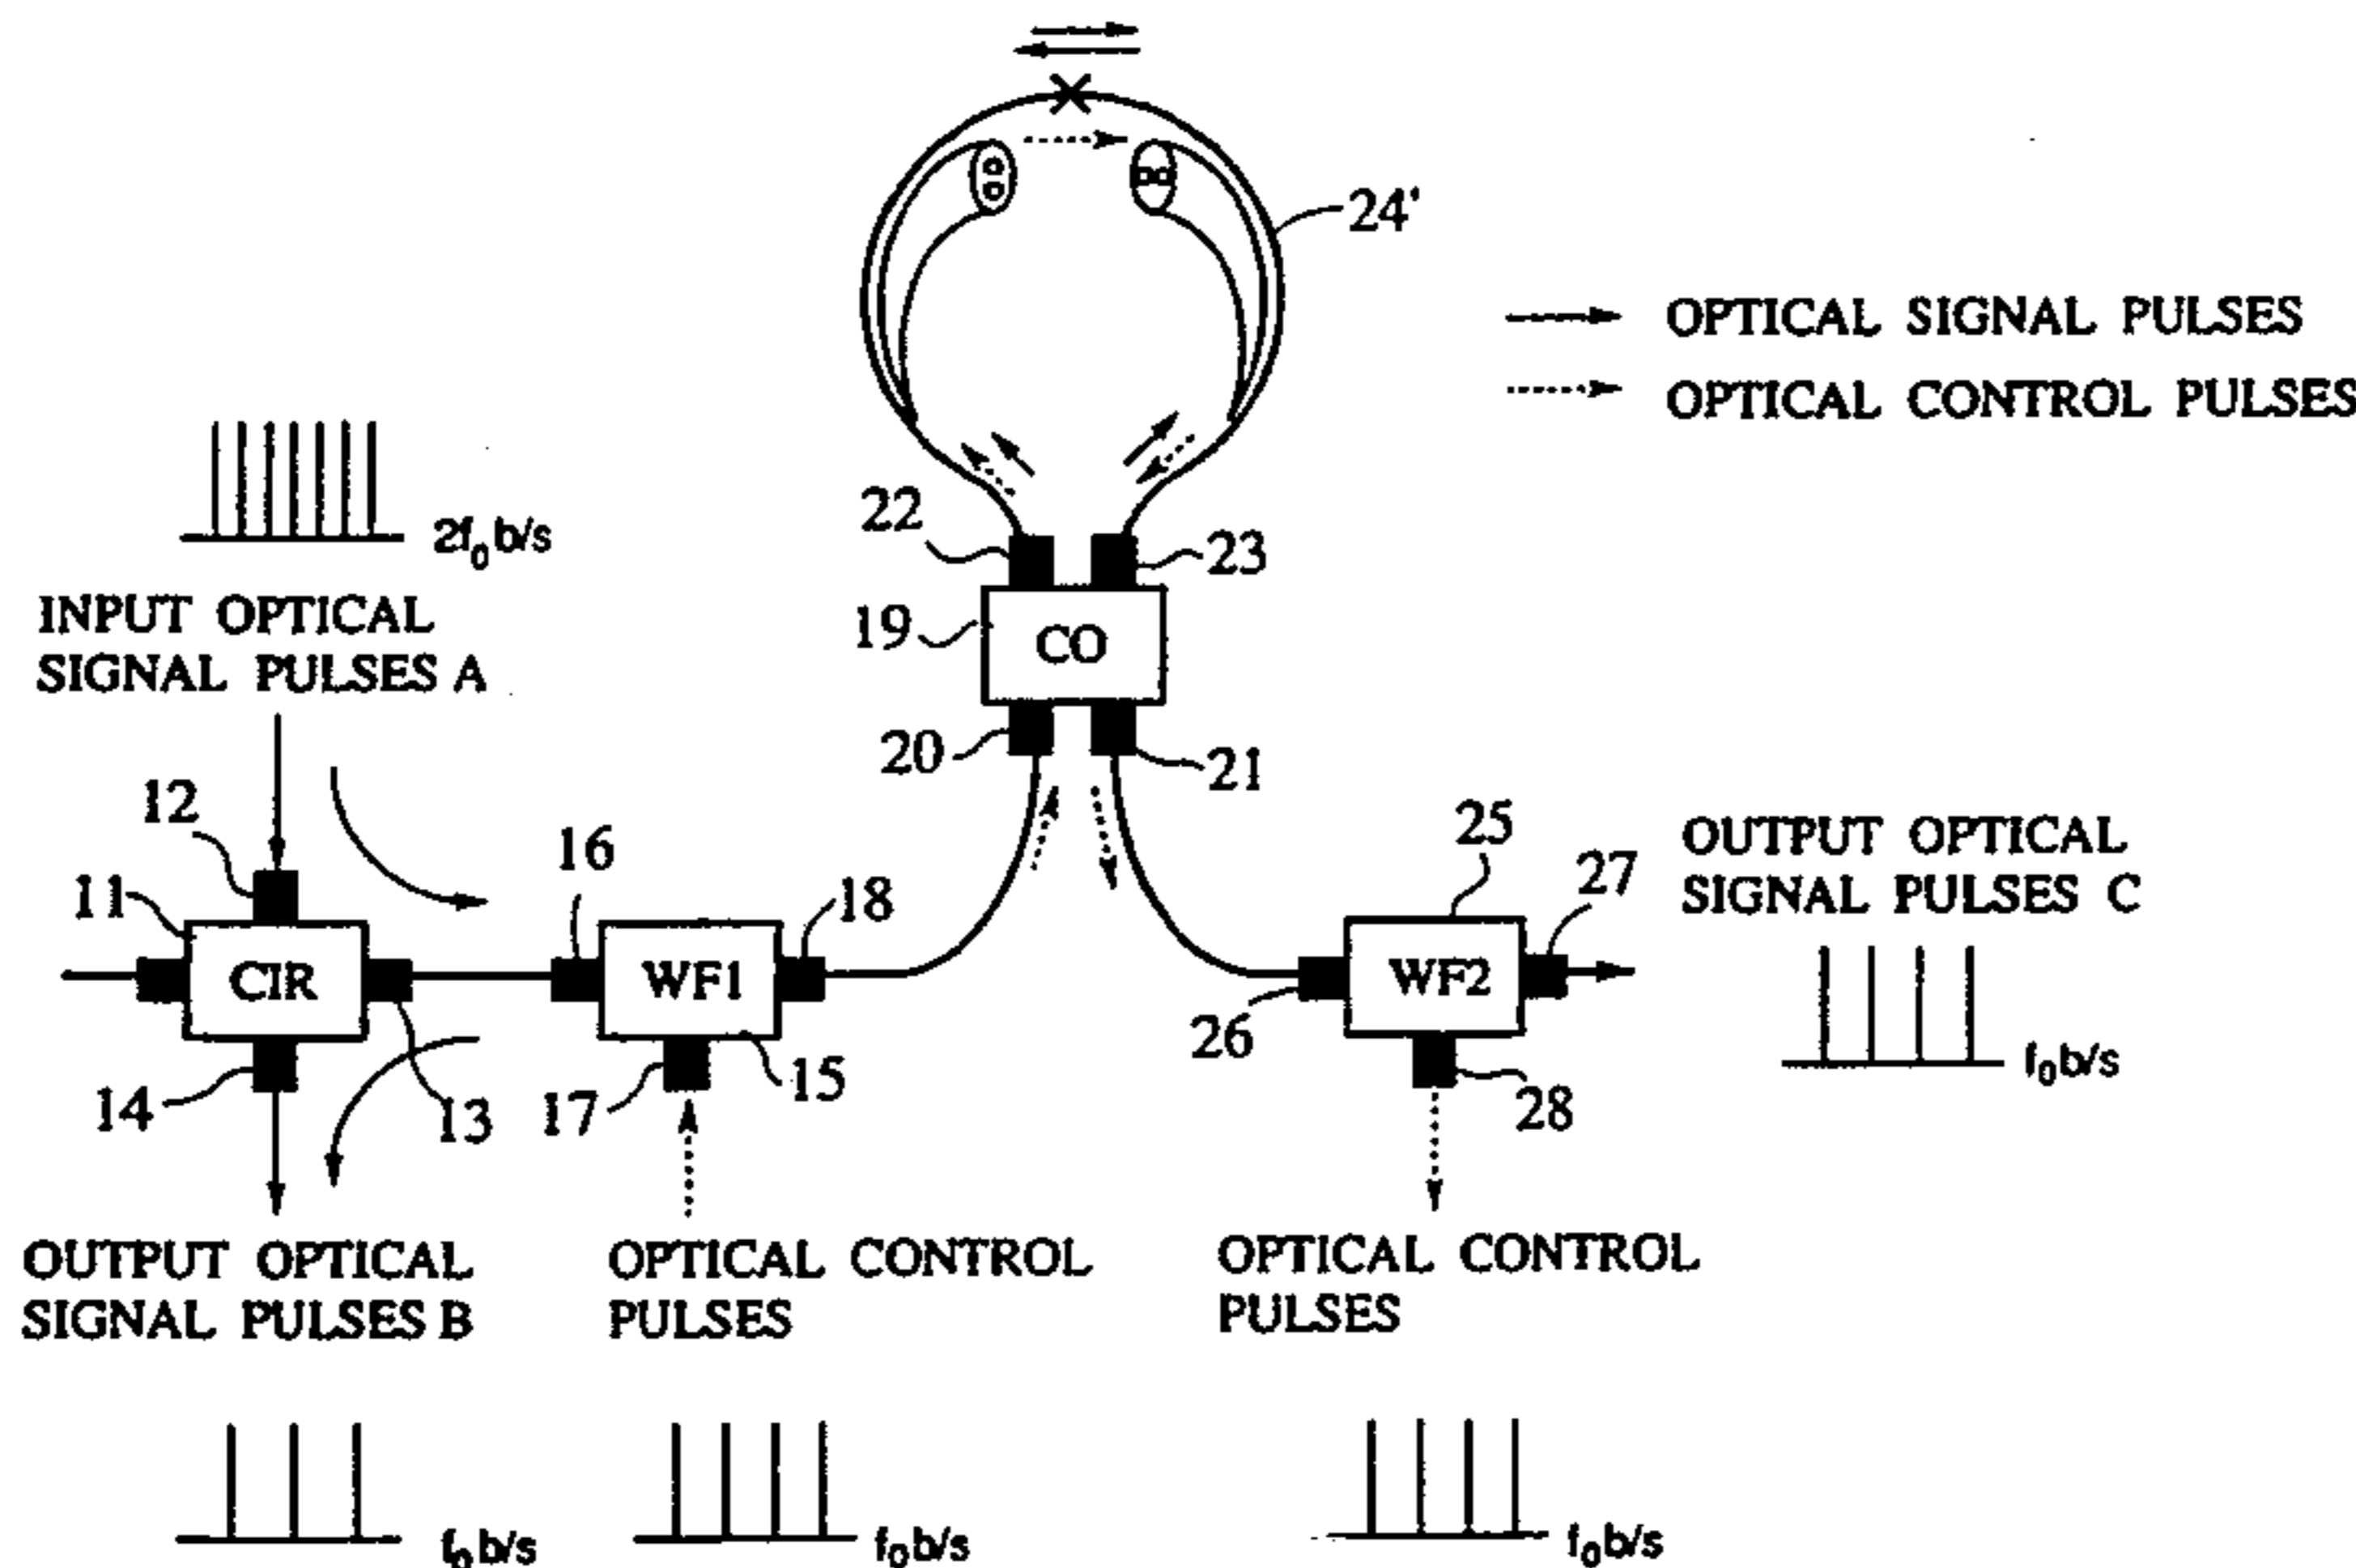 24'
OPTICAL SIGNAL PULSES
OPTICAL CONTROL PULSES
2f₀b/s
INPUT OPTICAL
SIGNAL PULSES A
22
23
19
CO
20
21
12
11
CIR
16
WF1
18
14
13
17
15
25
WF2
27
26
28
OUTPUT OPTICAL
SIGNAL PULSES C
f₀b/s
OUTPUT OPTICAL
SIGNAL PULSES B
OPTICAL CONTROL
PULSES
OPTICAL CONTROL
PULSES
f₀b/s
f₀b/s
f₀b/s